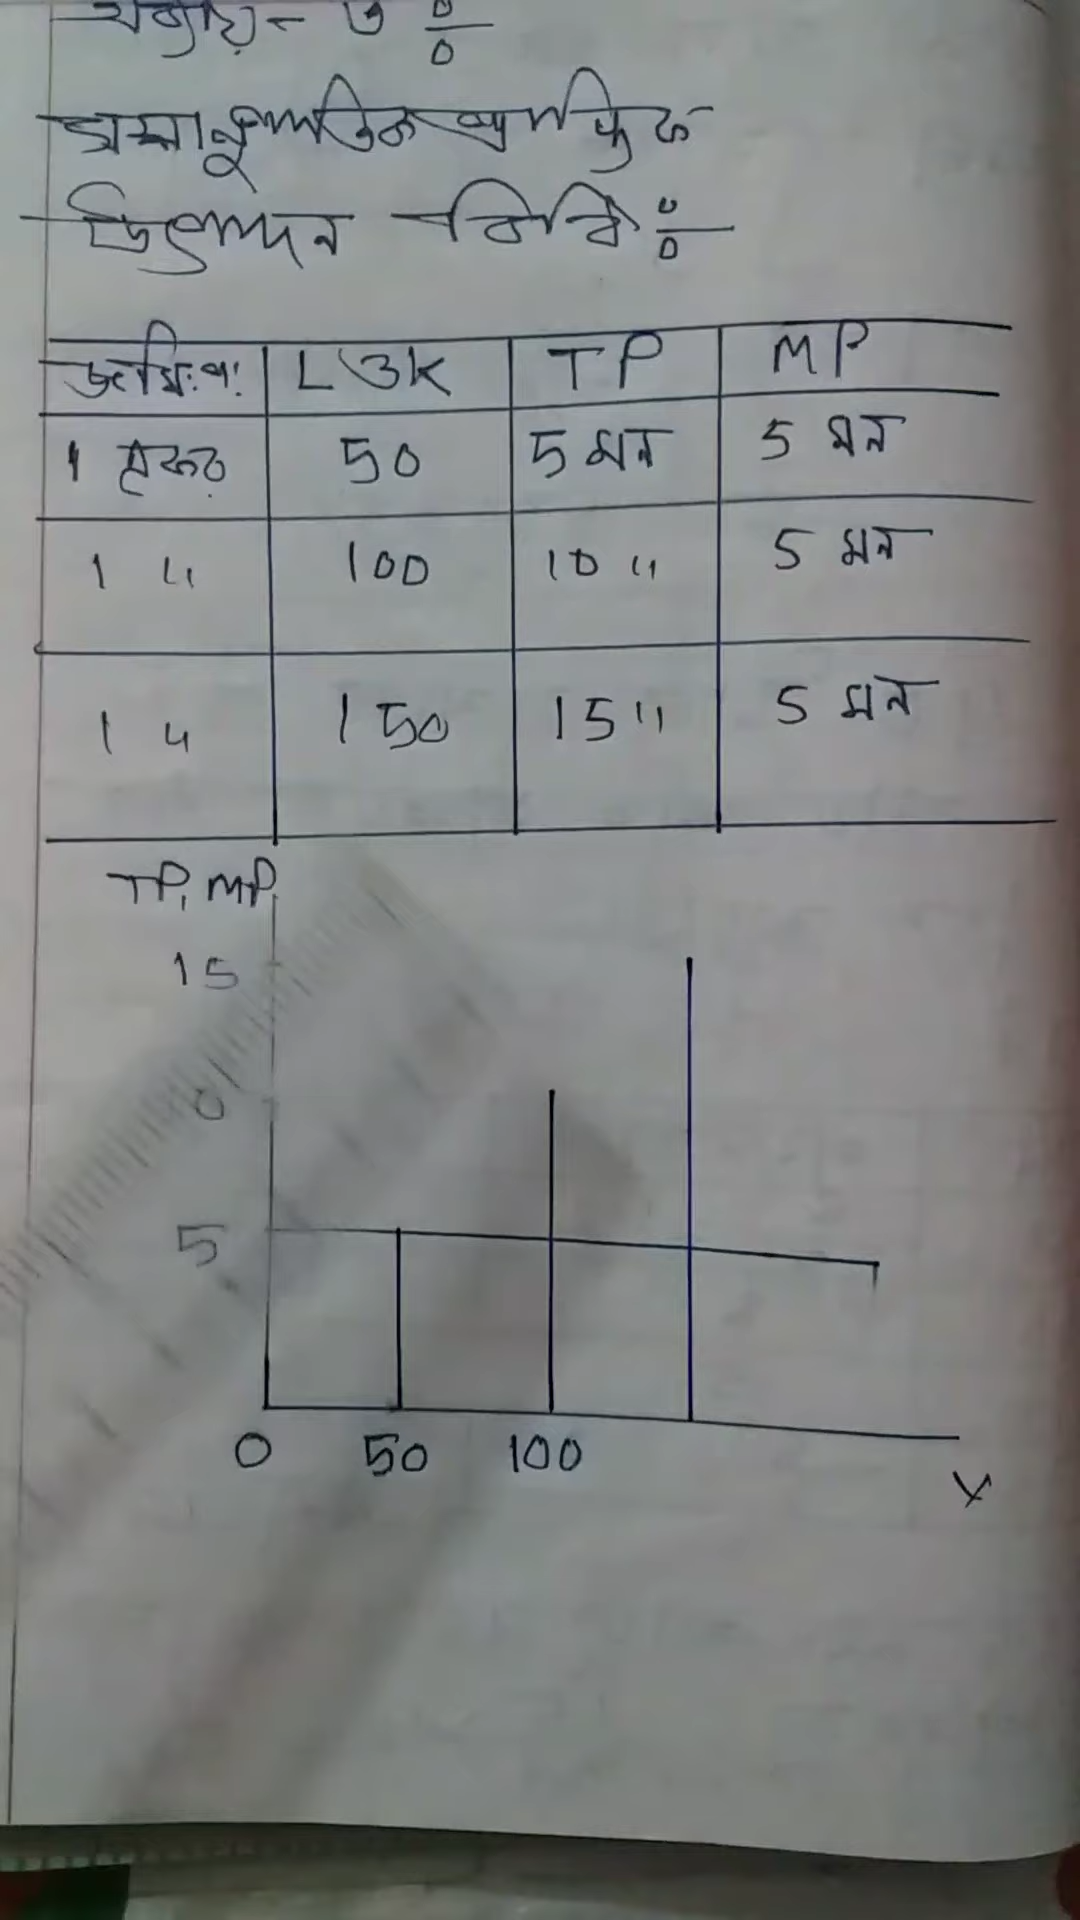 অধ্যায়- ৩ ঃ
সমানুপাতিক প্রান্তিক
উৎপাদন বিধি ঃ
জমি:প: L ও K TP MP
1 একর 50 5 মন 5 মন
1 " 100 10 " 5 মন
1 " 150 15 " 5 মন
TP, MP
15
0
5
0 50 100
X